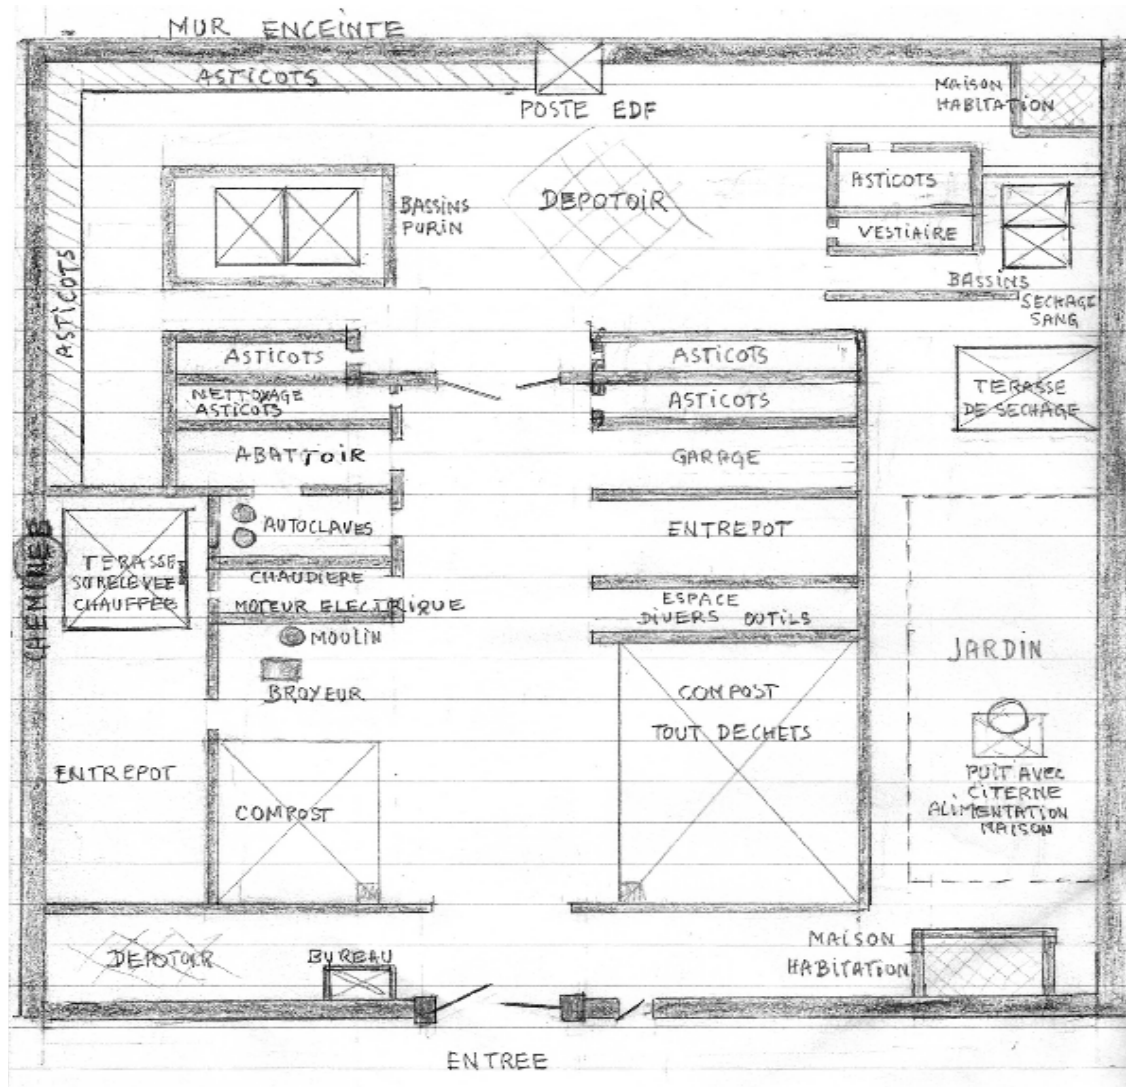 MUR ENCEINTE
ASTICOTS
POSTE EDF
MAISON
HABITATION
DEPOTOIR
ASTICOTS
VESTIAIRE
BASSINS
PURIN
BASSINS
SECHAGE
SANG
ASTICOTS
ASTICOTS
NETTOYAGE
ASTICOTS
ABATTOIR
ASTICOTS
ASTICOTS
GARAGE
TERASSE
DE SECHAGE
CHEMINEE
TERASSE
SURELEVEE
CHAUFFEE
AUTOCLAVES
CHAUDIERE
MOTEUR ELECTRIQUE
MOULIN
BROYEUR
ENTREPOT
ESPACE
DIVERS OUTILS
COMPOST
TOUT DECHETS
JARDIN
PUIT AVEC
CITERNE
ALIMENTATION
MAISON
ENTREPOT
COMPOST
DEPOTOIR
BUREAU
MAISON
HABITATION
ENTREE